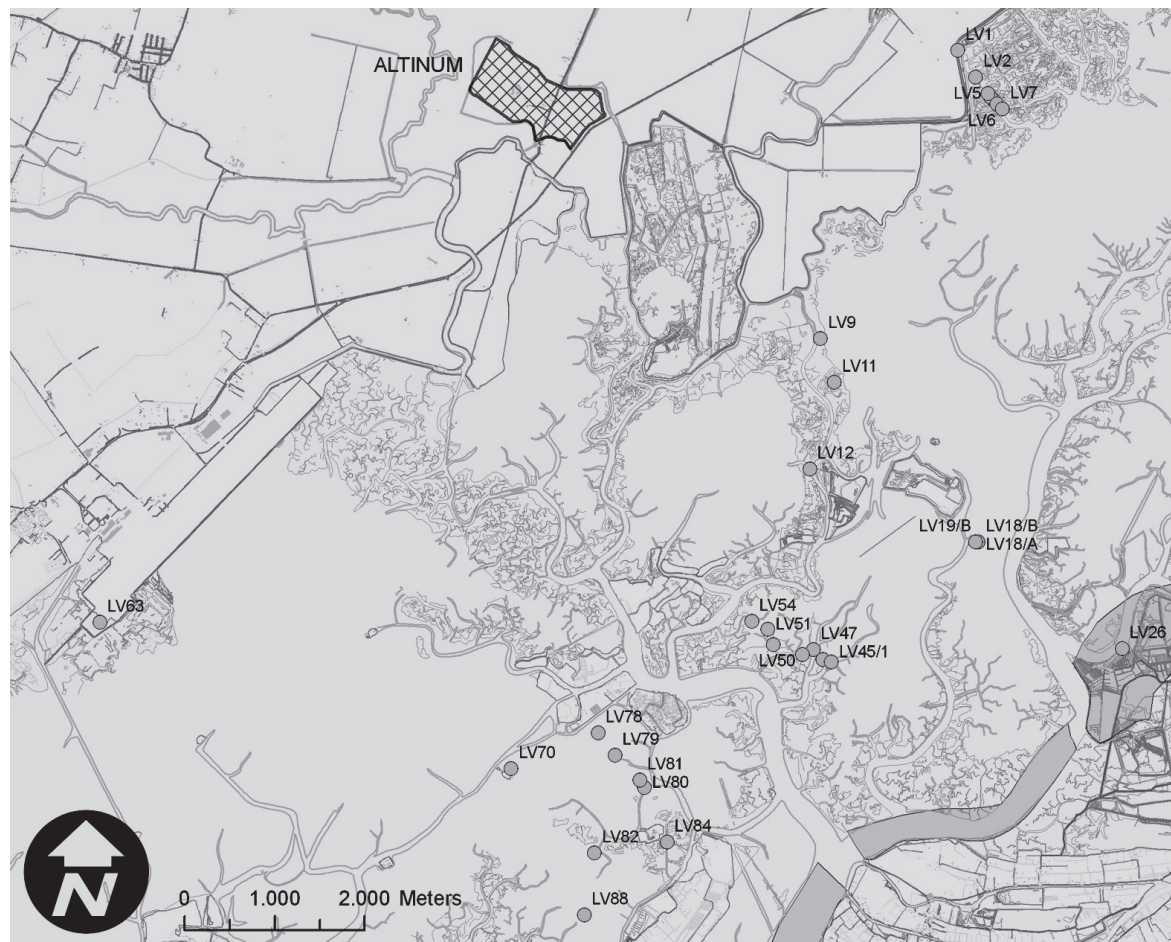 LV1
ALTINUM
LV2
LV5 LV7
LV6
LV9
LV11
LV12
LV19/B LV18/B
LV18/A
LV63
LV54
LV51
LV47
LV26
LV50 LV45/1
LV78
LV79
LV70 LV81
LV80
LV82 LV84
LV88
N
0 1.000 2.000 Meters